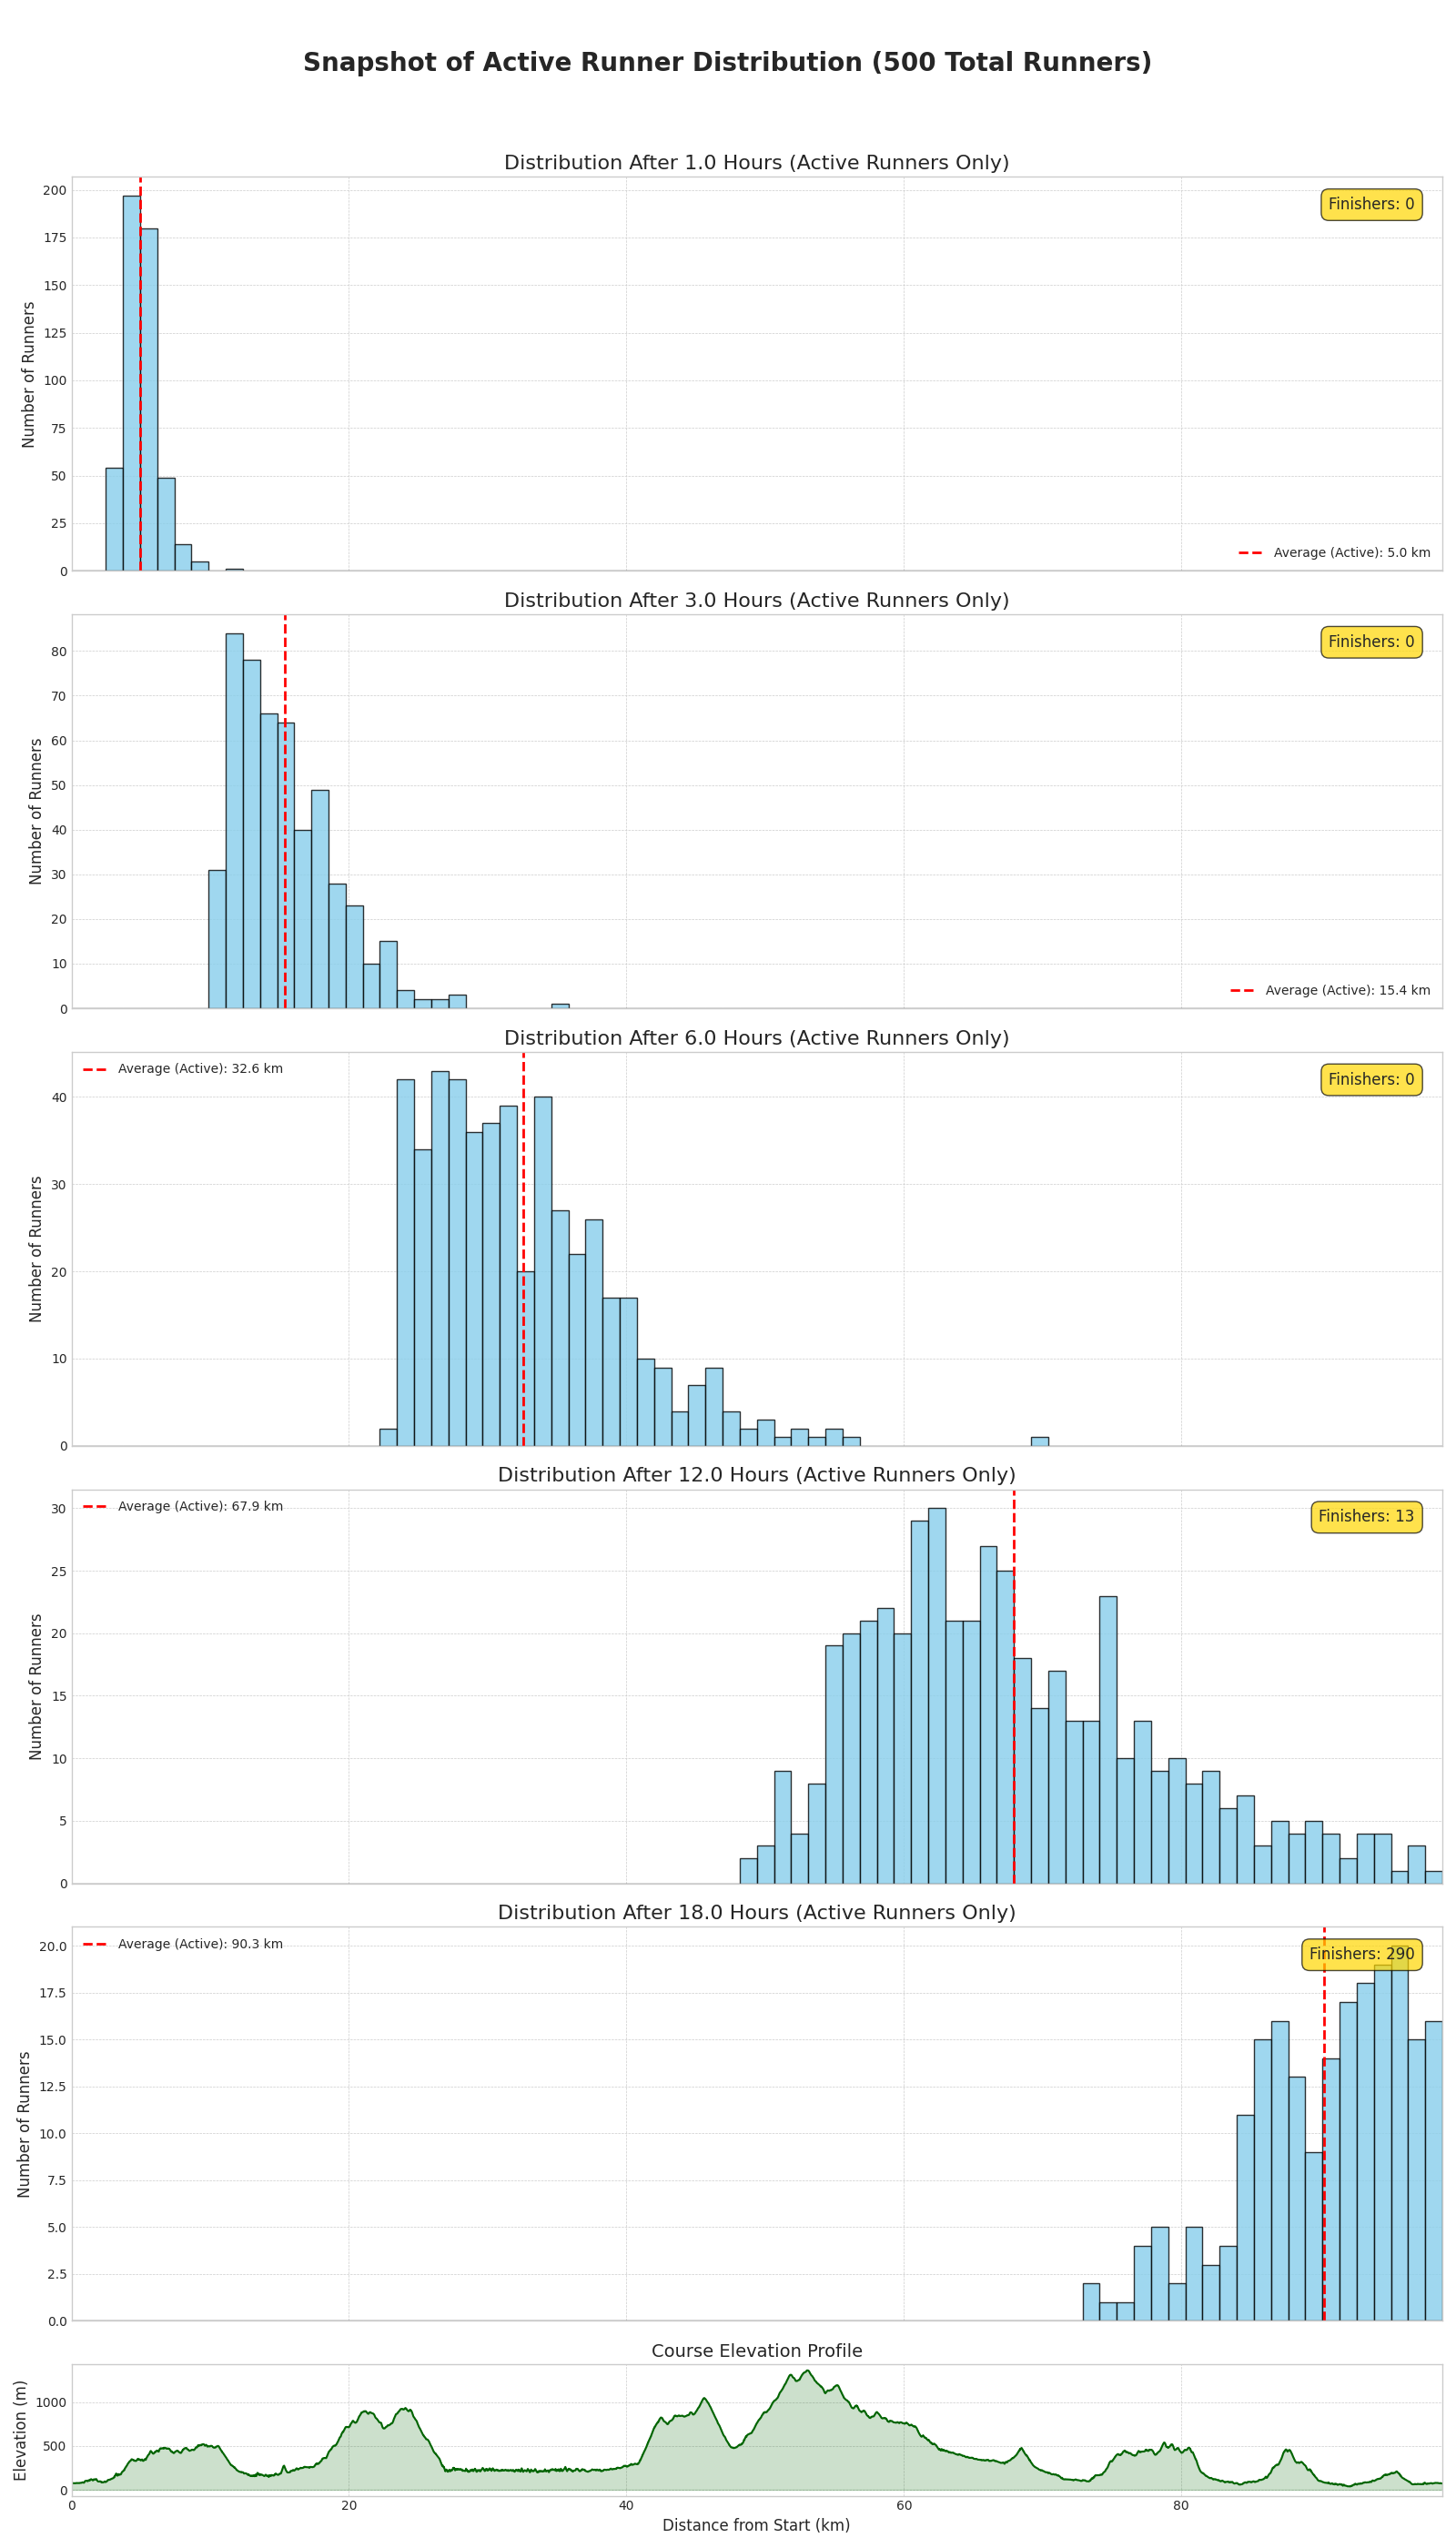 Snapshot of Active Runner Distribution (500 Total Runners)
Distribution After 1.0 Hours (Active Runners Only)
200
175
150
125
100
75
50
25
0
Number of Runners
Finishers: 0
Average (Active): 5.0 km
Distribution After 3.0 Hours (Active Runners Only)
80
70
60
50
40
30
20
10
0
Number of Runners
Finishers: 0
Average (Active): 15.4 km
Distribution After 6.0 Hours (Active Runners Only)
Average (Active): 32.6 km
Finishers: 0
40
30
20
10
0
Number of Runners
Distribution After 12.0 Hours (Active Runners Only)
Average (Active): 67.9 km
Finishers: 13
30
25
20
15
10
5
0
Number of Runners
Distribution After 18.0 Hours (Active Runners Only)
Average (Active): 90.3 km
Finishers: 290
20.0
17.5
15.0
12.5
10.0
7.5
5.0
2.5
0.0
Number of Runners
Course Elevation Profile
1000
500
0
Elevation (m)
0 20 40 60 80
Distance from Start (km)